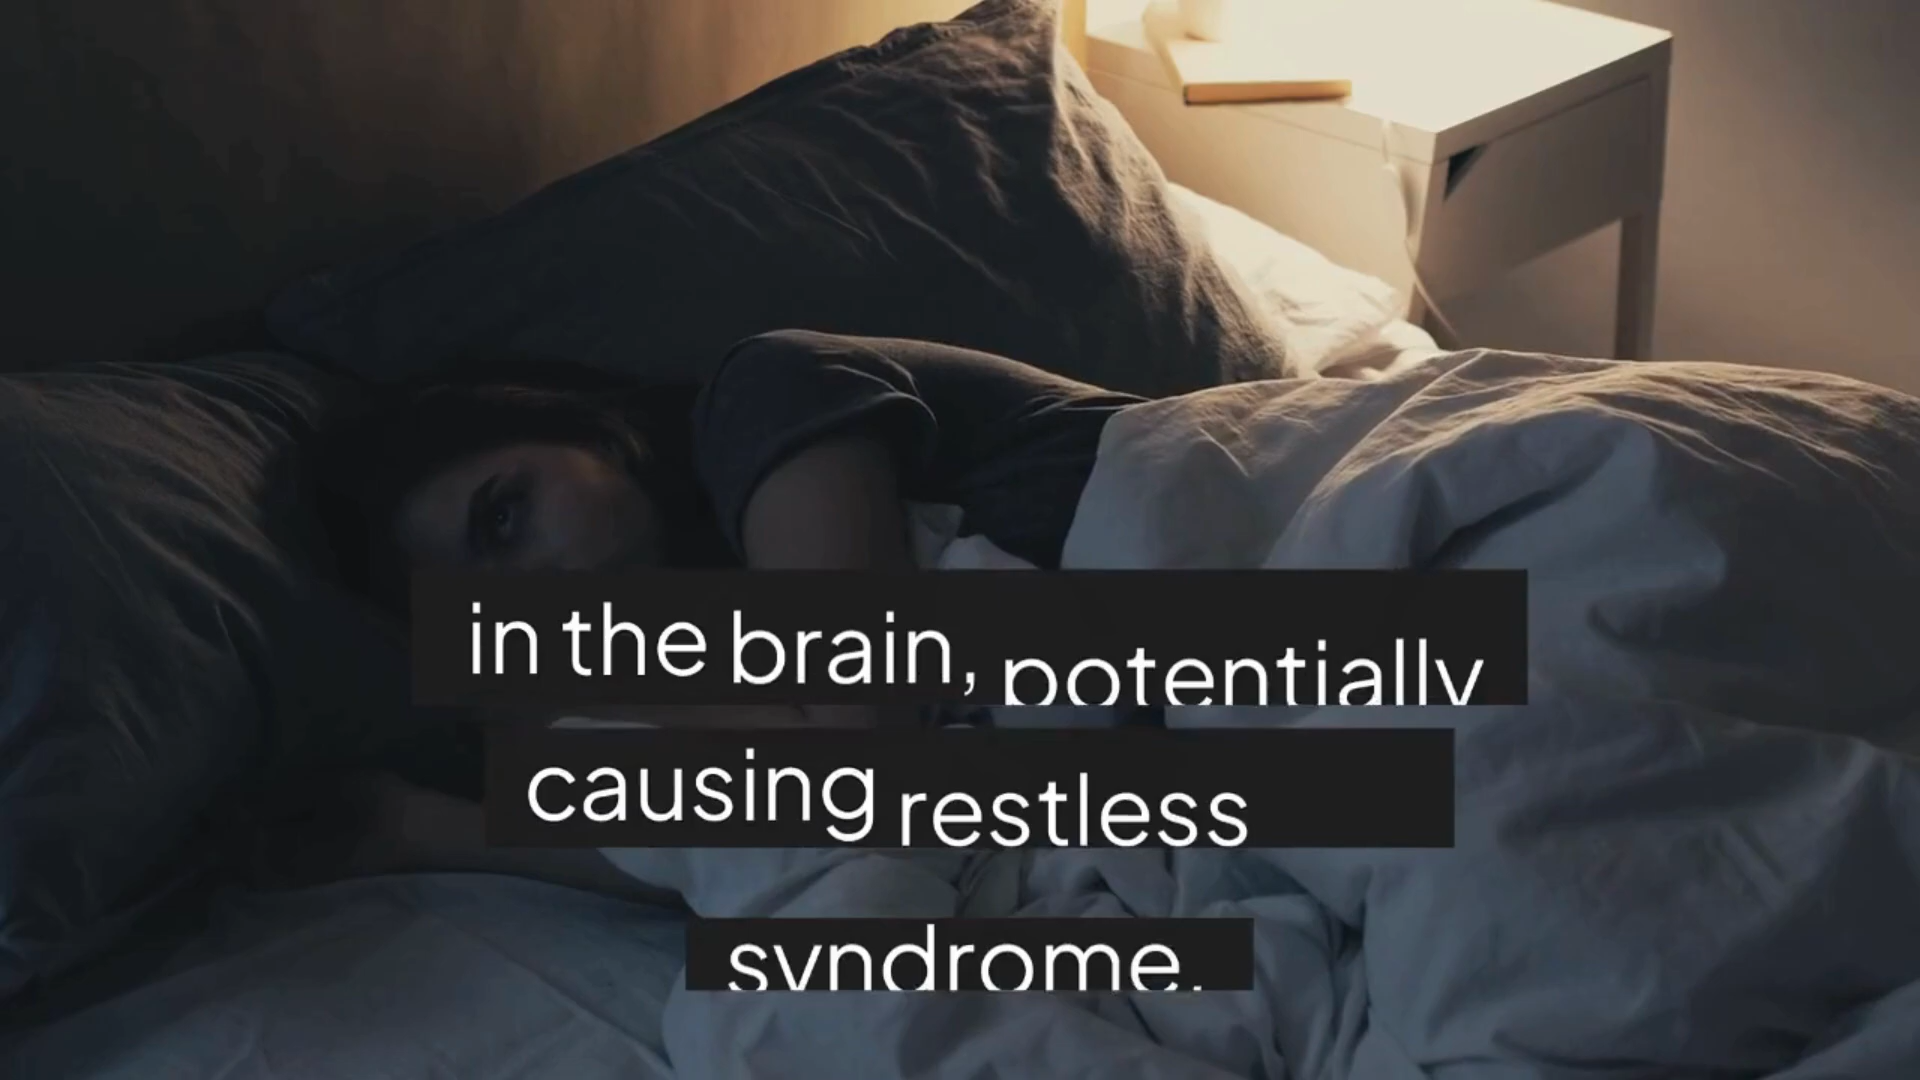 in the brain, potentially
causing restless
syndrome.